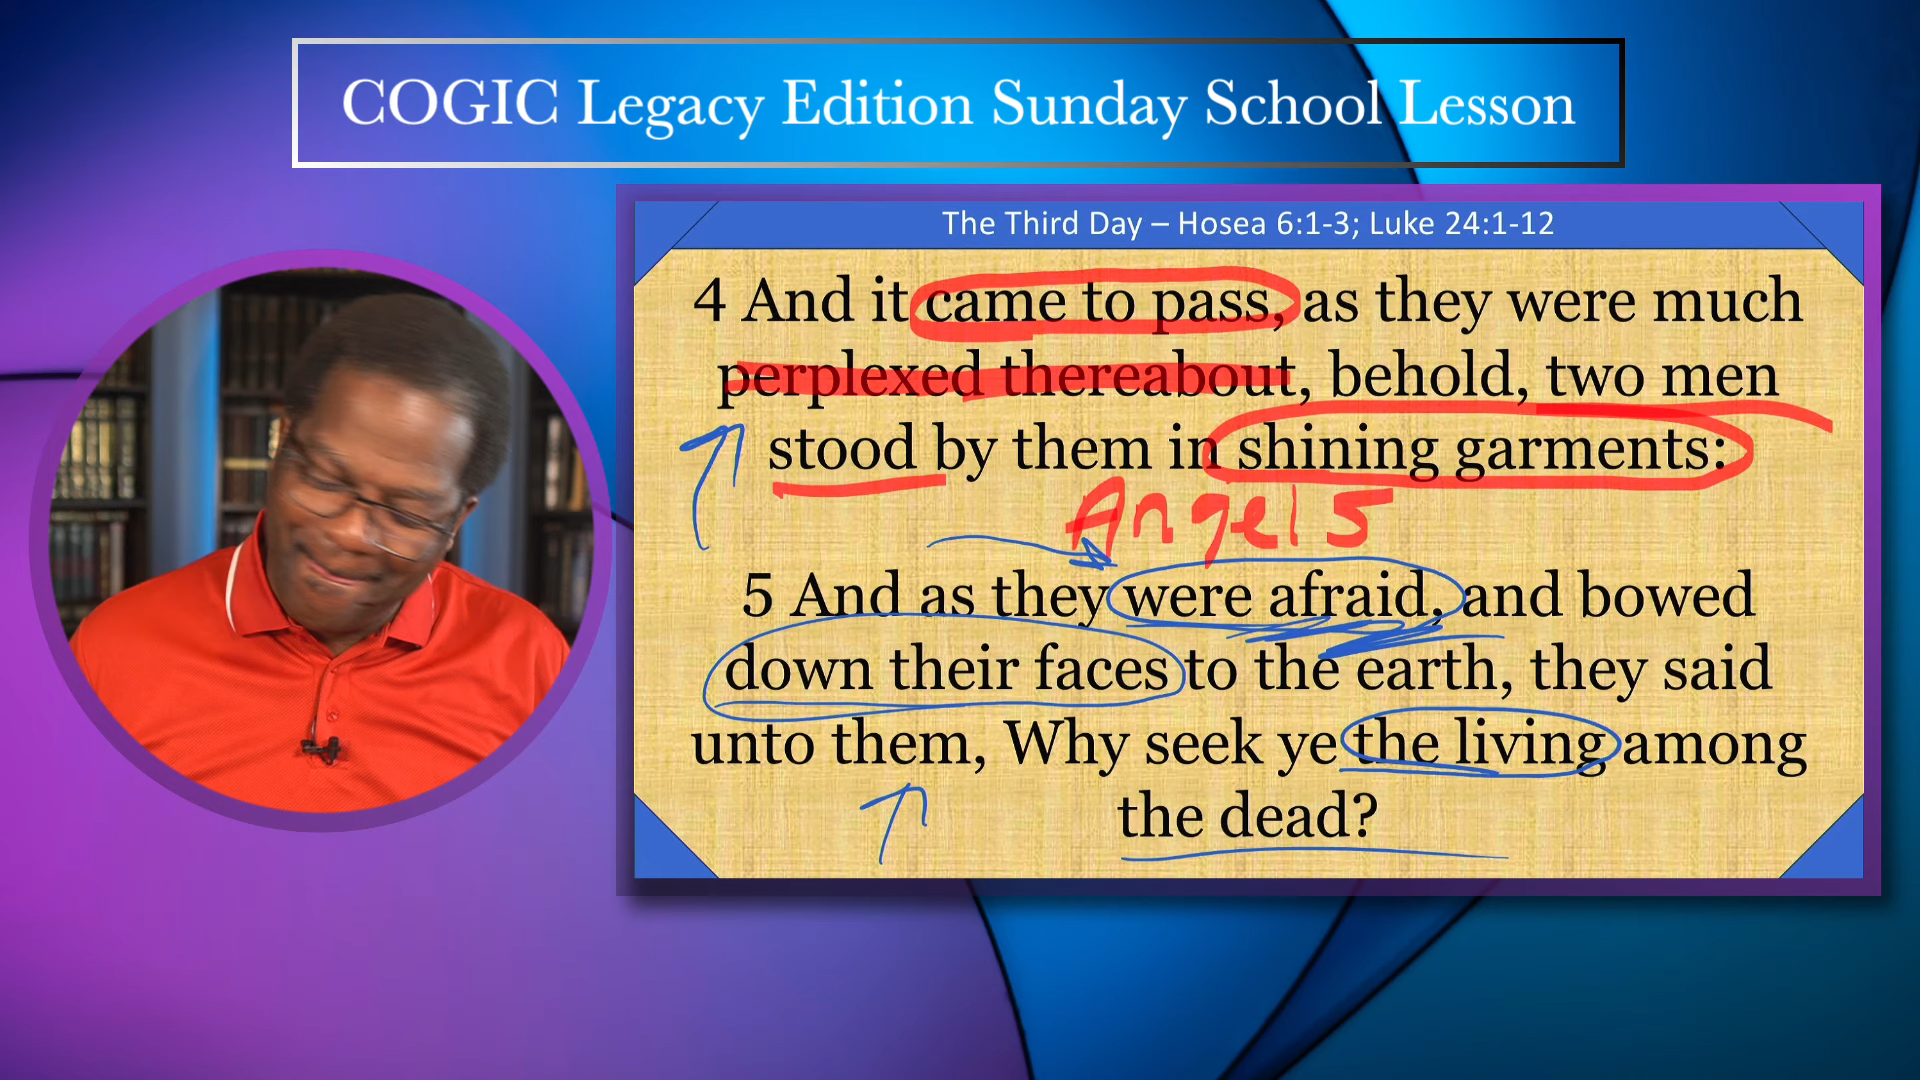 COGIC Legacy Edition Sunday School Lesson
The Third Day – Hosea 6:1-3; Luke 24:1-12
4 And it came to pass, as they were much
perplexed thereabout, behold, two men
stood by them in shining garments:
Angels
5 And as they were afraid, and bowed
down their faces to the earth, they said
unto them, Why seek ye the living among
the dead?